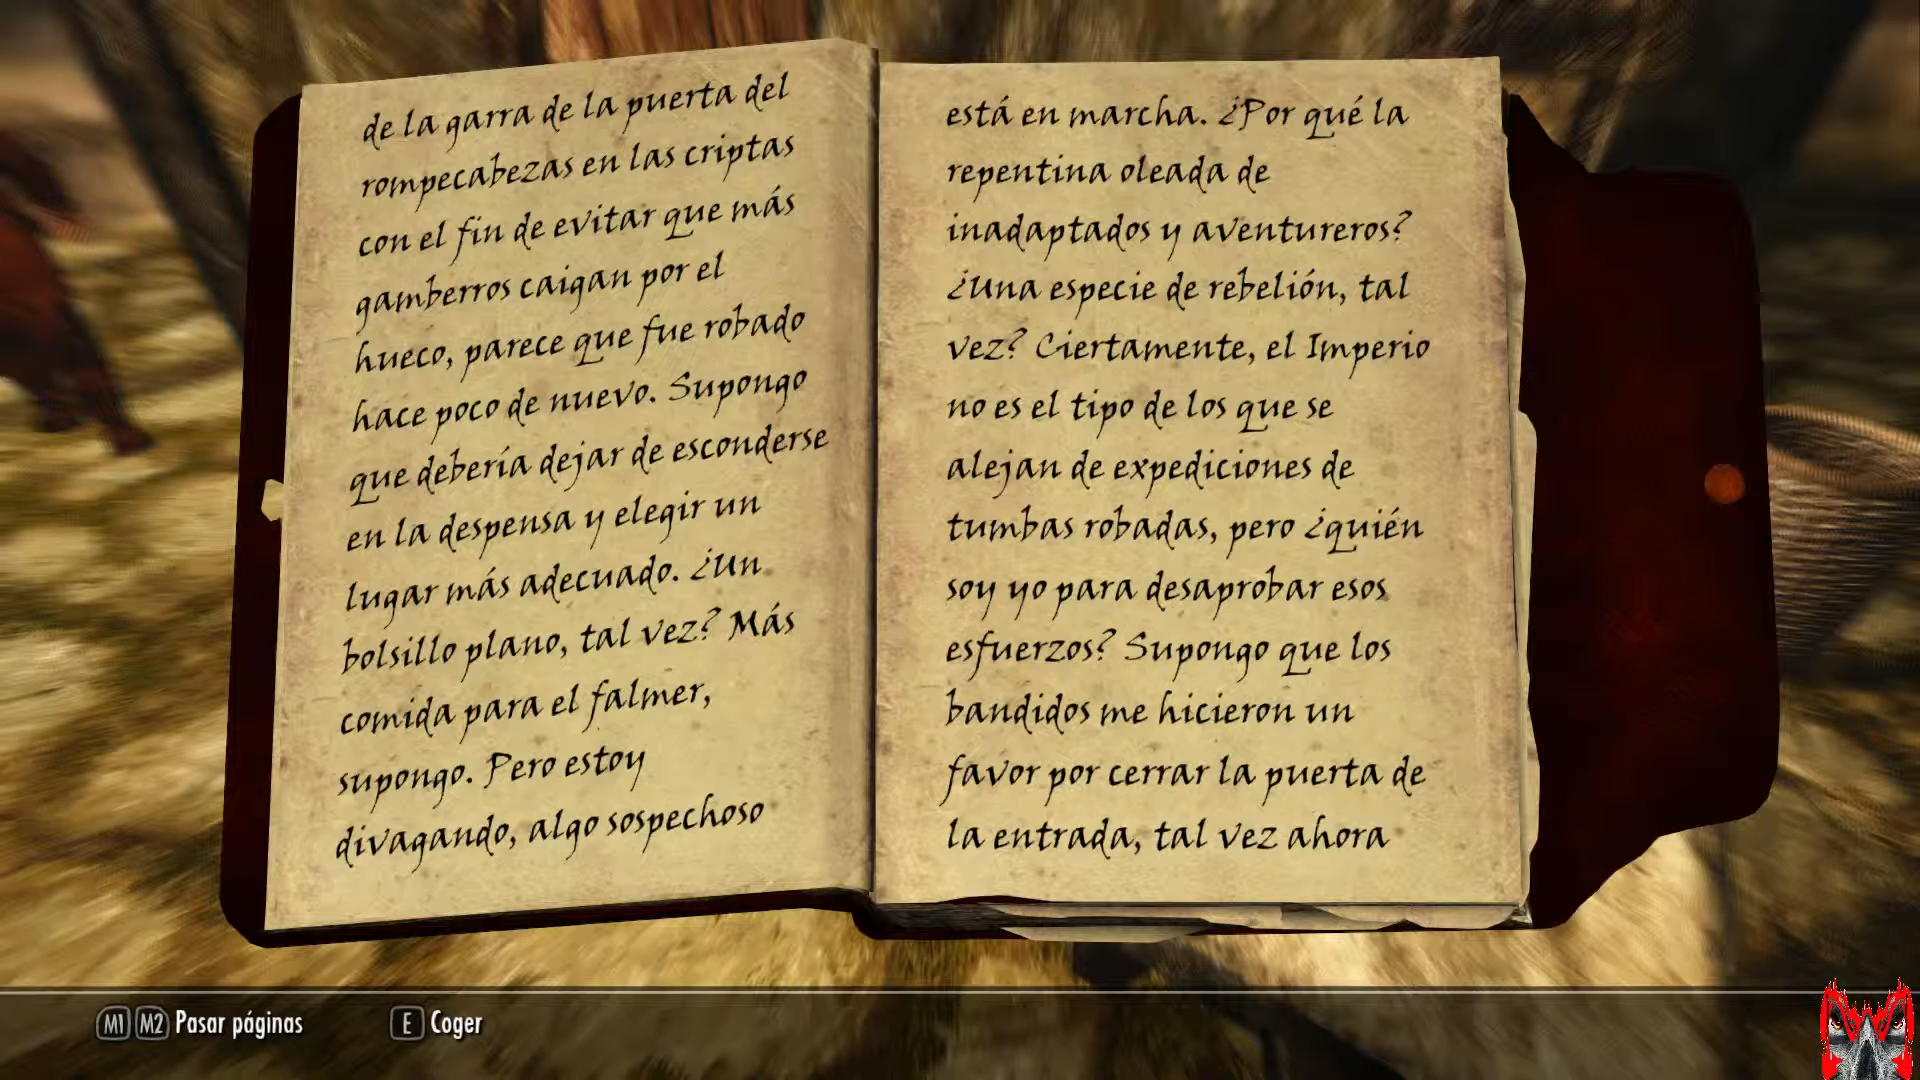 de la garra de la puerta del
rompecabezas en las criptas
con el fin de evitar que más
gamberros caigan por el
hueco, parece que fue robado
hace poco de nuevo. Supongo
que debería dejar de esconderse
en la despensa y elegir un
lugar más adecuado. ¿Un
bolsillo plano, tal vez? Más
comida para el falmer,
supongo. Pero estoy
divagando, algo sospechoso
está en marcha. ¿Por qué la
repentina oleada de
inadaptados y aventureros?
¿Una especie de rebelión, tal
vez? Ciertamente, el Imperio
no es el tipo de los que se
alejan de expediciones de
tumbas robadas, pero ¿quién
soy yo para desaprobar esos
esfuerzos? Supongo que los
bandidos me hicieron un
favor por cerrar la puerta de
la entrada, tal vez ahora
M1 M2 Pasar páginas
E Coger